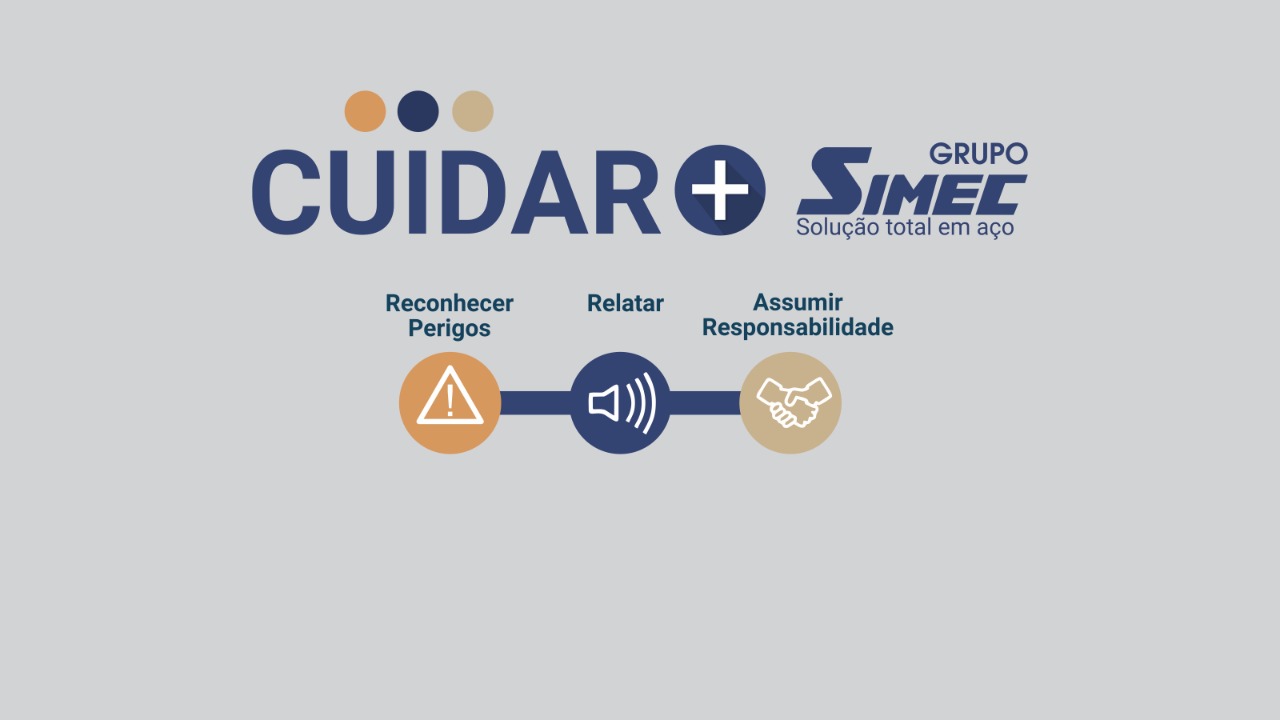 CUIDAR+
GRUPO
SIMEC
Solução total em aço
Reconhecer
Perigos
Relatar
Assumir
Responsabilidade